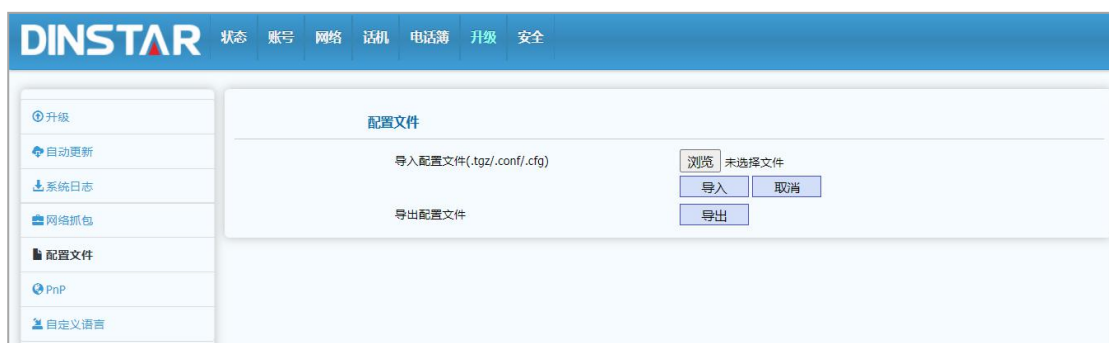 DINSTAR 状态 账号 网络 话机 电话簿 升级 安全
升级
自动更新
系统日志
网络抓包
配置文件
PnP
自定义语言
配置文件
导入配置文件(.tgz/.conf/.cfg) 浏览 未选择文件
导入 取消
导出配置文件 导出